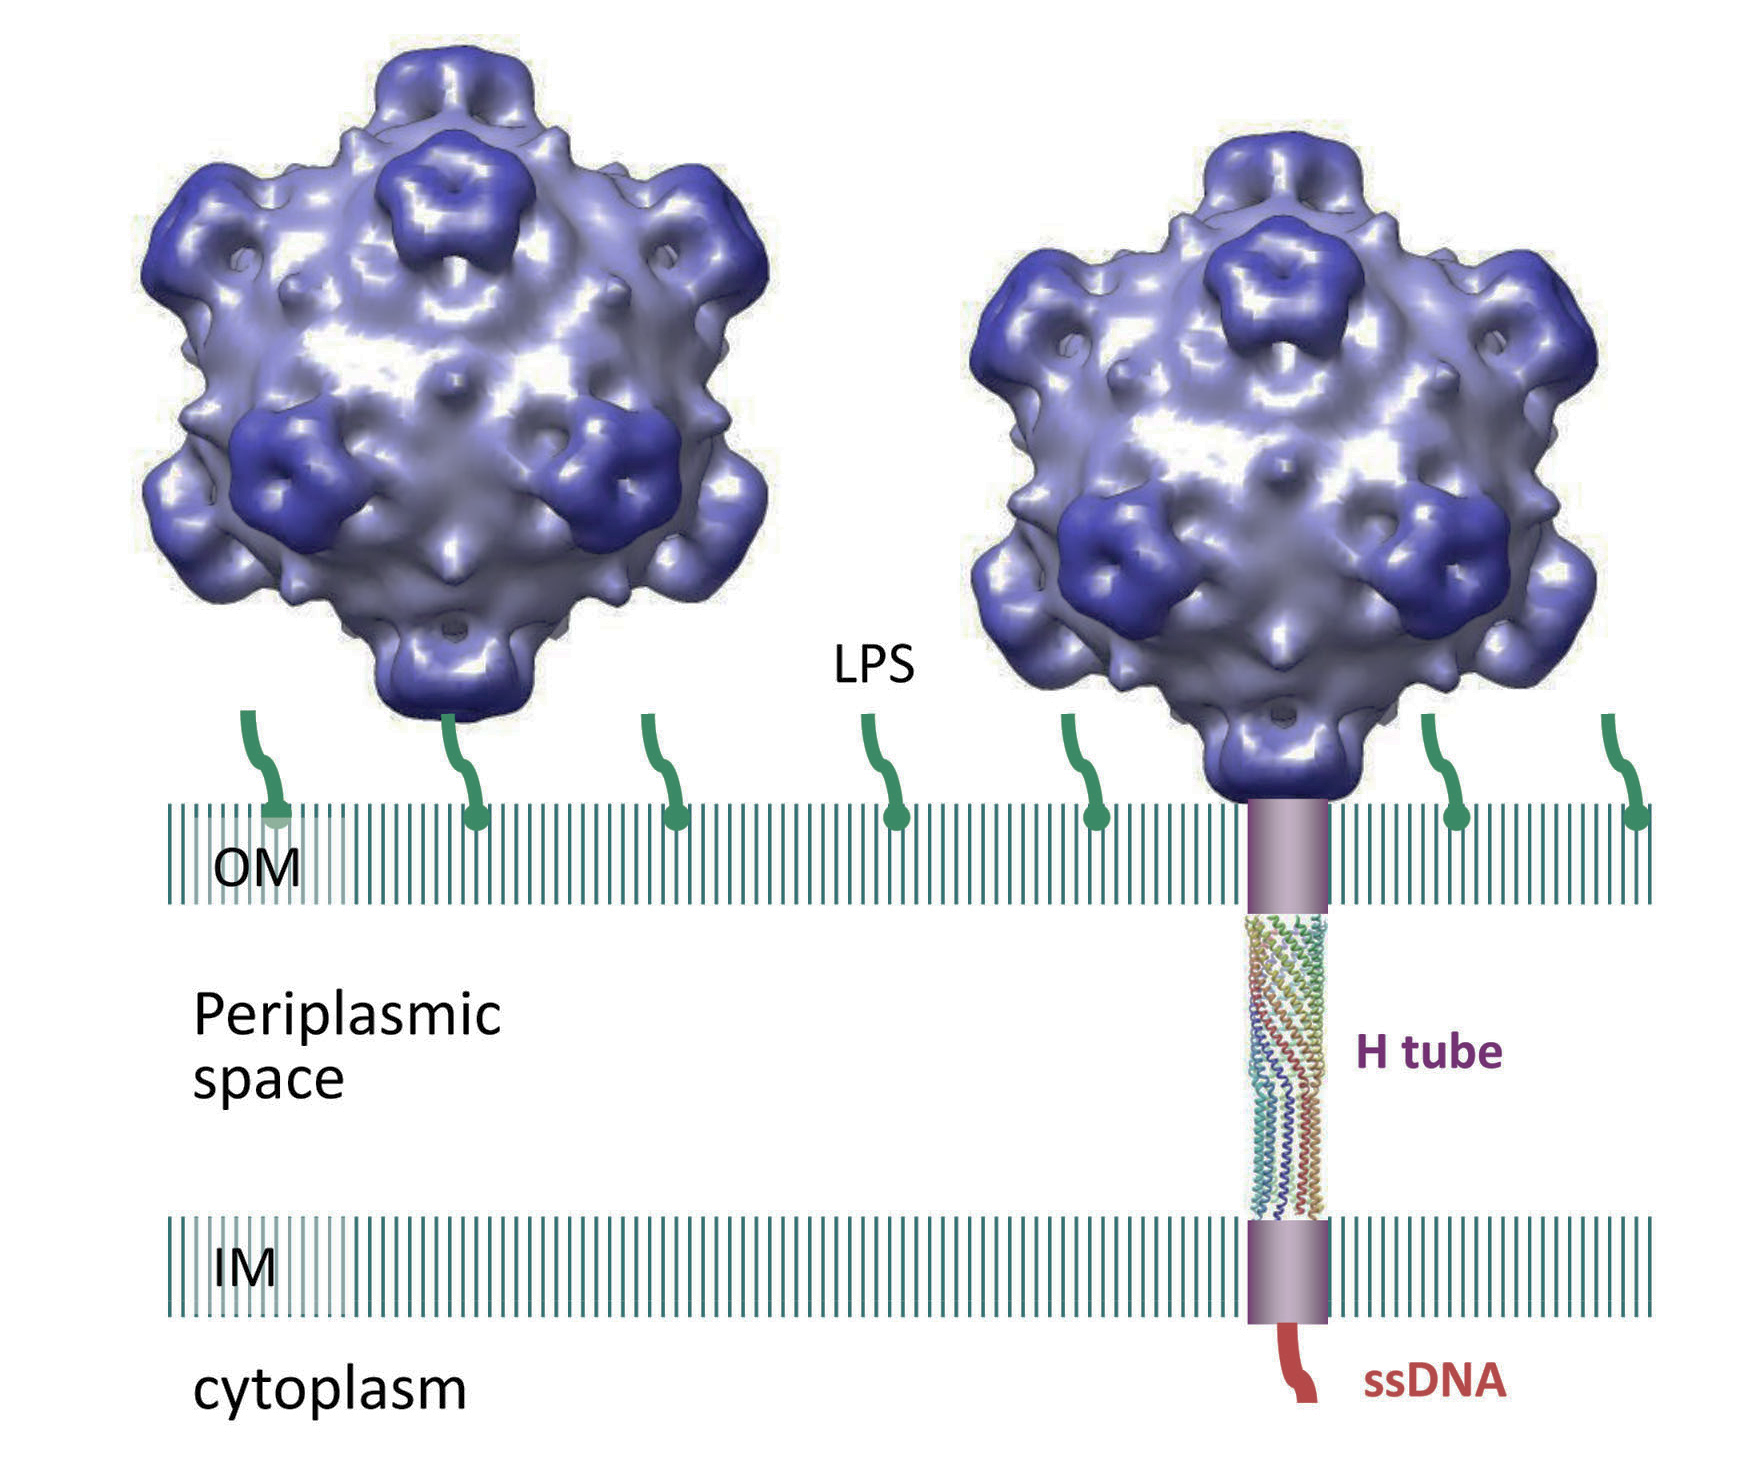 LPS
OM
Periplasmic
space
H tube
IM
cytoplasm
ssDNA